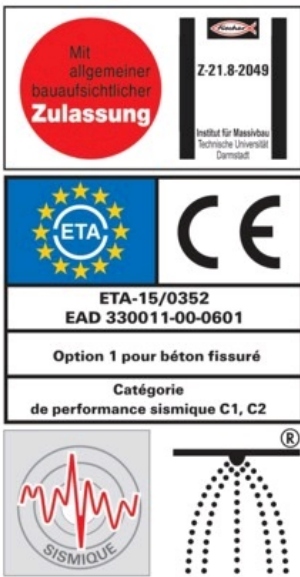 Mit
allgemeiner
bauaufsichtlicher
Zulassung
fischer
Z-21.8-2049
Institut für Massivbau
Technische Universität
Darmstadt
ETA
CE
ETA-15/0352
EAD 330011-00-0601
Option 1 pour béton fissuré
Catégorie
de performance sismique C1, C2
SISMIQUE
®